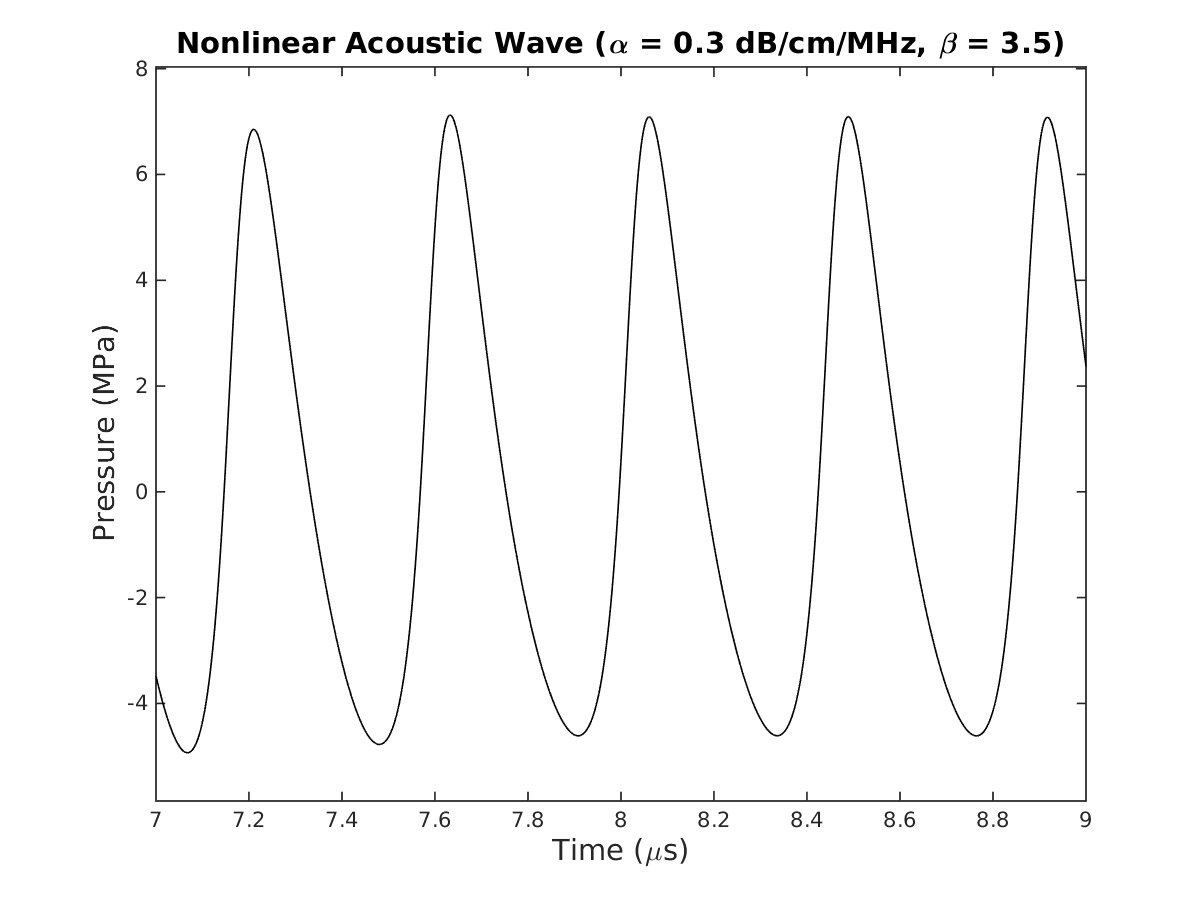 Nonlinear Acoustic Wave (α = 0.3 dB/cm/MHz, β = 3.5)
8
6
4
2
0
-2
-4
Pressure (MPa)
7 7.2 7.4 7.6 7.8 8 8.2 8.4 8.6 8.8 9
Time (μs)